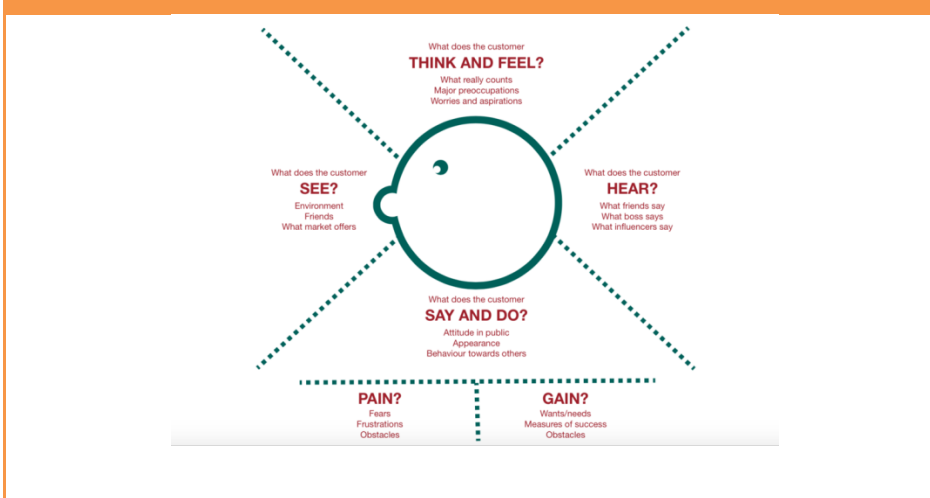 What does the customer
THINK AND FEEL?
What really counts
Major preoccupations
Worries and aspirations
What does the customer
SEE?
Environment
Friends
What market offers
What does the customer
HEAR?
What friends say
What boss says
What influencers say
What does the customer
SAY AND DO?
Attitude in public
Appearance
Behaviour towards others
PAIN?
Fears
Frustrations
Obstacles
GAIN?
Wants/needs
Measures of success
Obstacles